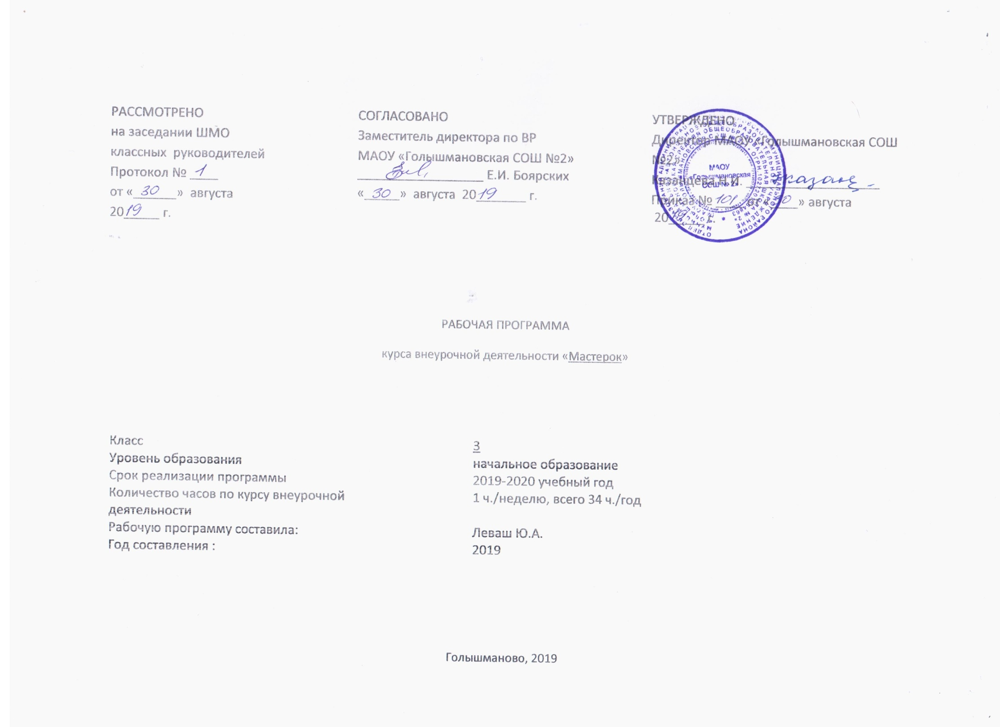 РАССМОТРЕНО
на заседании ШМО
классных руководителей
Протокол № 1
от «30» августа
2019 г.
СОГЛАСОВАНО
Заместитель директора по ВР
МАОУ «Голышмановская СОШ №2»
Е.И. Боярских
«30» августа 2019 г.
УТВЕРЖДЕНО
Директор МАОУ «Голышмановская СОШ
№2»
Казанцева Н.И.
Приказ № 101 от «30» августа
2019 г.
МАОУ
«Голышмановская
СОШ № 2»
РАБОЧАЯ ПРОГРАММА
курса внеурочной деятельности «Мастерок»
Класс
3
Уровень образования
начальное образование
Срок реализации программы
2019-2020 учебный год
Количество часов по курсу внеурочной
деятельности
1 ч./неделю, всего 34 ч./год
Рабочую программу составила:
Леваш Ю.А.
Год составления :
2019
Голышманово, 2019